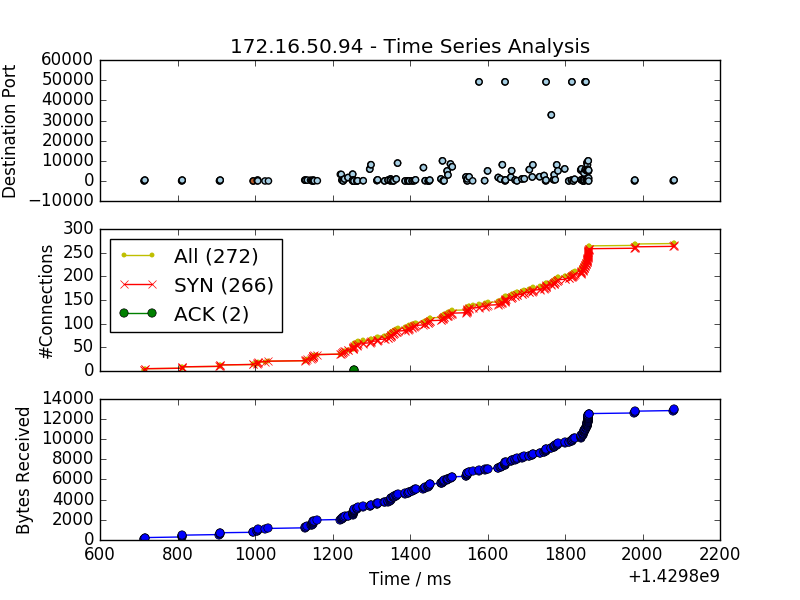 172.16.50.94 - Time Series Analysis
Destination Port
60000
50000
40000
30000
20000
10000
0
−10000
#Connections
300
250
200
150
100
50
0
All (272)
SYN (266)
ACK (2)
Bytes Received
14000
12000
10000
8000
6000
4000
2000
0
600 800 1000 1200 1400 1600 1800 2000 2200
Time / ms
+1.4298e9